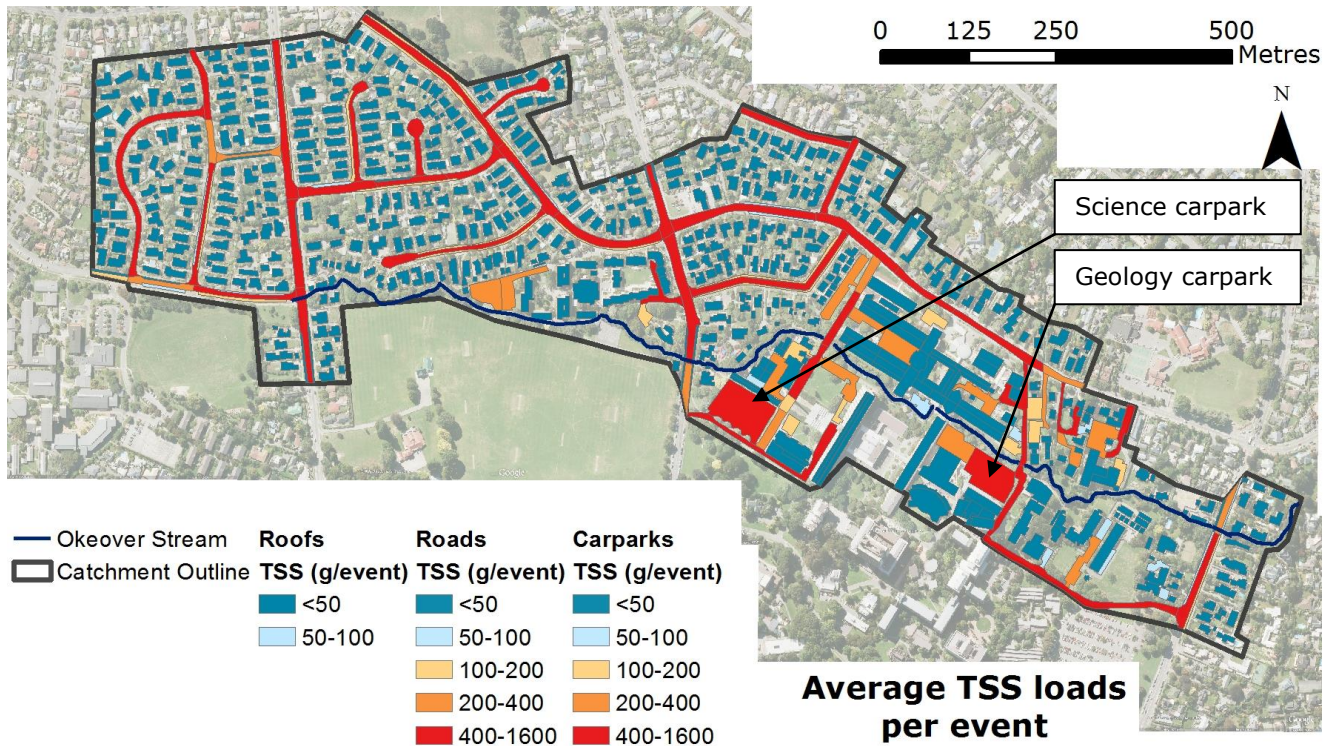 0 125 250 500
Metres
N
Science carpark
Geology carpark
Google
Okeover Stream
Catchment Outline
Roofs
TSS (g/event)
<50
50-100
Roads
TSS (g/event)
<50
50-100
100-200
200-400
400-1600
Carparks
TSS (g/event)
<50
50-100
100-200
200-400
400-1600
Average TSS loads
per event